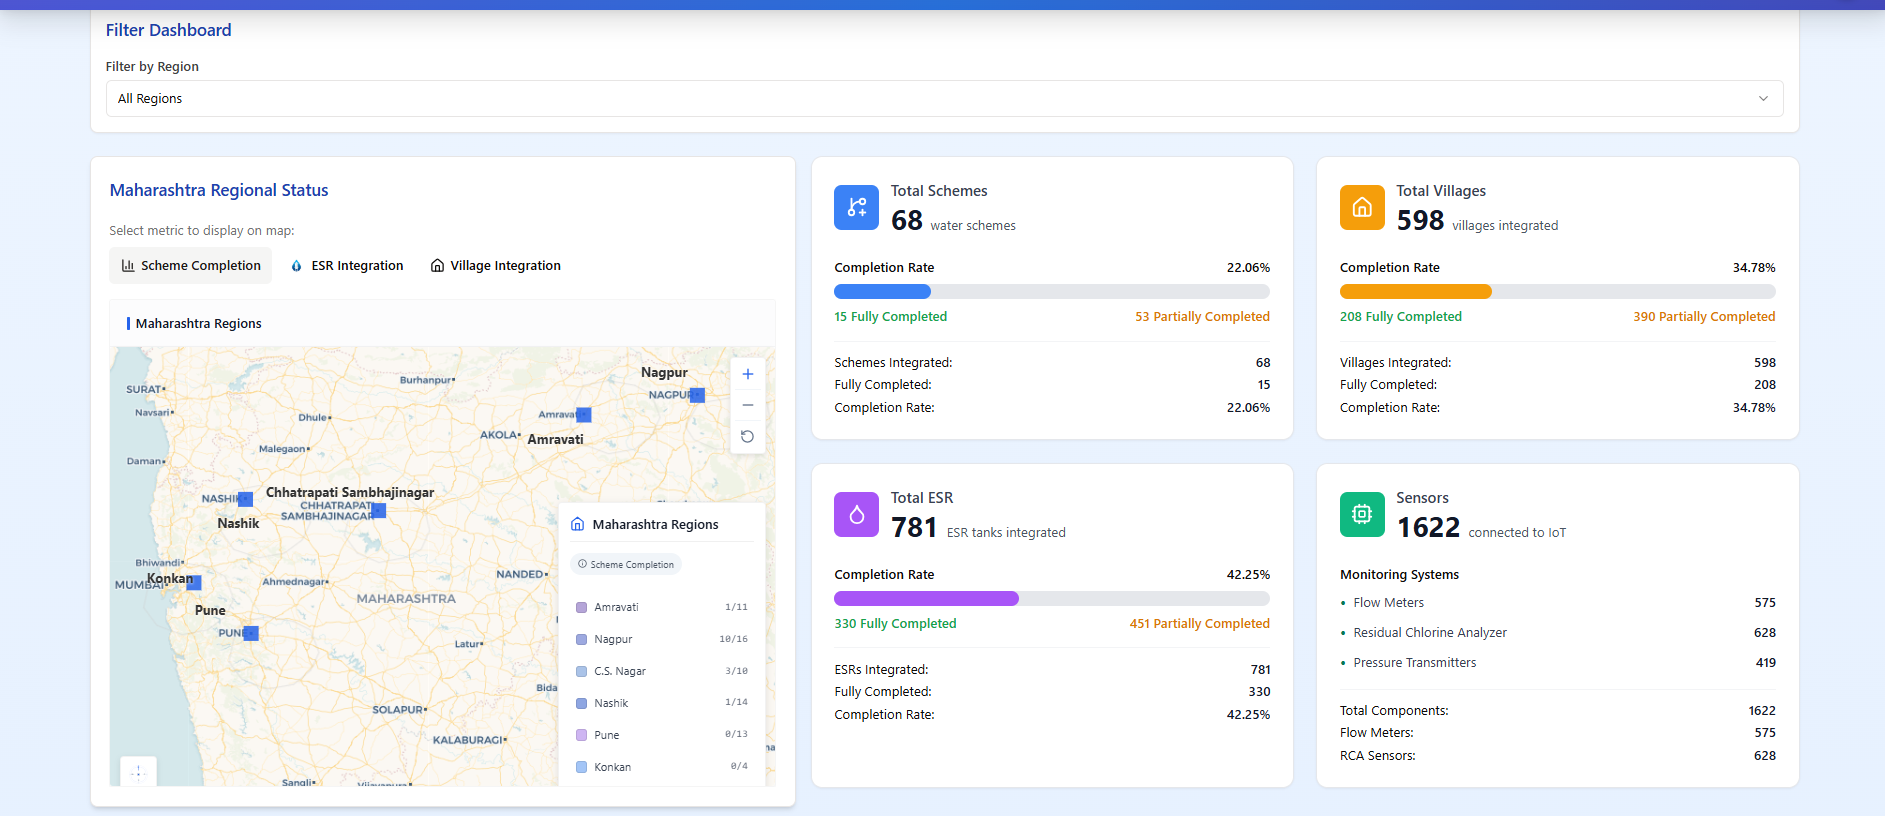 Filter Dashboard
Filter by Region
All Regions
Maharashtra Regional Status
Select metric to display on map:
Scheme Completion
ESR Integration
Village Integration
Maharashtra Regions
SURAT
Navsari
Burhanpur
Nagpur
NAGPUR
Dhule
Amravati
AKOLA
Amravati
Malegaon
Daman
NASHIK
Nashik
Chhatrapati Sambhajinagar
CHHATRAPATI
SAMBHAJINAGAR
Bhiwandi
MUMBAI
Konkan
Ahmednagar
NANDED
MAHARASHTRA
Pune
PUNE
Latur
SOLAPUR
KALABURAGI
Sangli
Maharashtra Regions
Scheme Completion
Amravati 1/11
Nagpur 10/16
C.S. Nagar 3/10
Nashik 1/14
Pune 0/13
Konkan 0/4
Total Schemes
68 water schemes
Completion Rate 22.06%
15 Fully Completed 53 Partially Completed
Schemes Integrated: 68
Fully Completed: 15
Completion Rate: 22.06%
Total Villages
598 villages integrated
Completion Rate 34.78%
208 Fully Completed 390 Partially Completed
Villages Integrated: 598
Fully Completed: 208
Completion Rate: 34.78%
Total ESR
781 ESR tanks integrated
Completion Rate 42.25%
330 Fully Completed 451 Partially Completed
ESRs Integrated: 781
Fully Completed: 330
Completion Rate: 42.25%
Sensors
1622 connected to IoT
Monitoring Systems
• Flow Meters 575
• Residual Chlorine Analyzer 628
• Pressure Transmitters 419
Total Components: 1622
Flow Meters: 575
RCA Sensors: 628